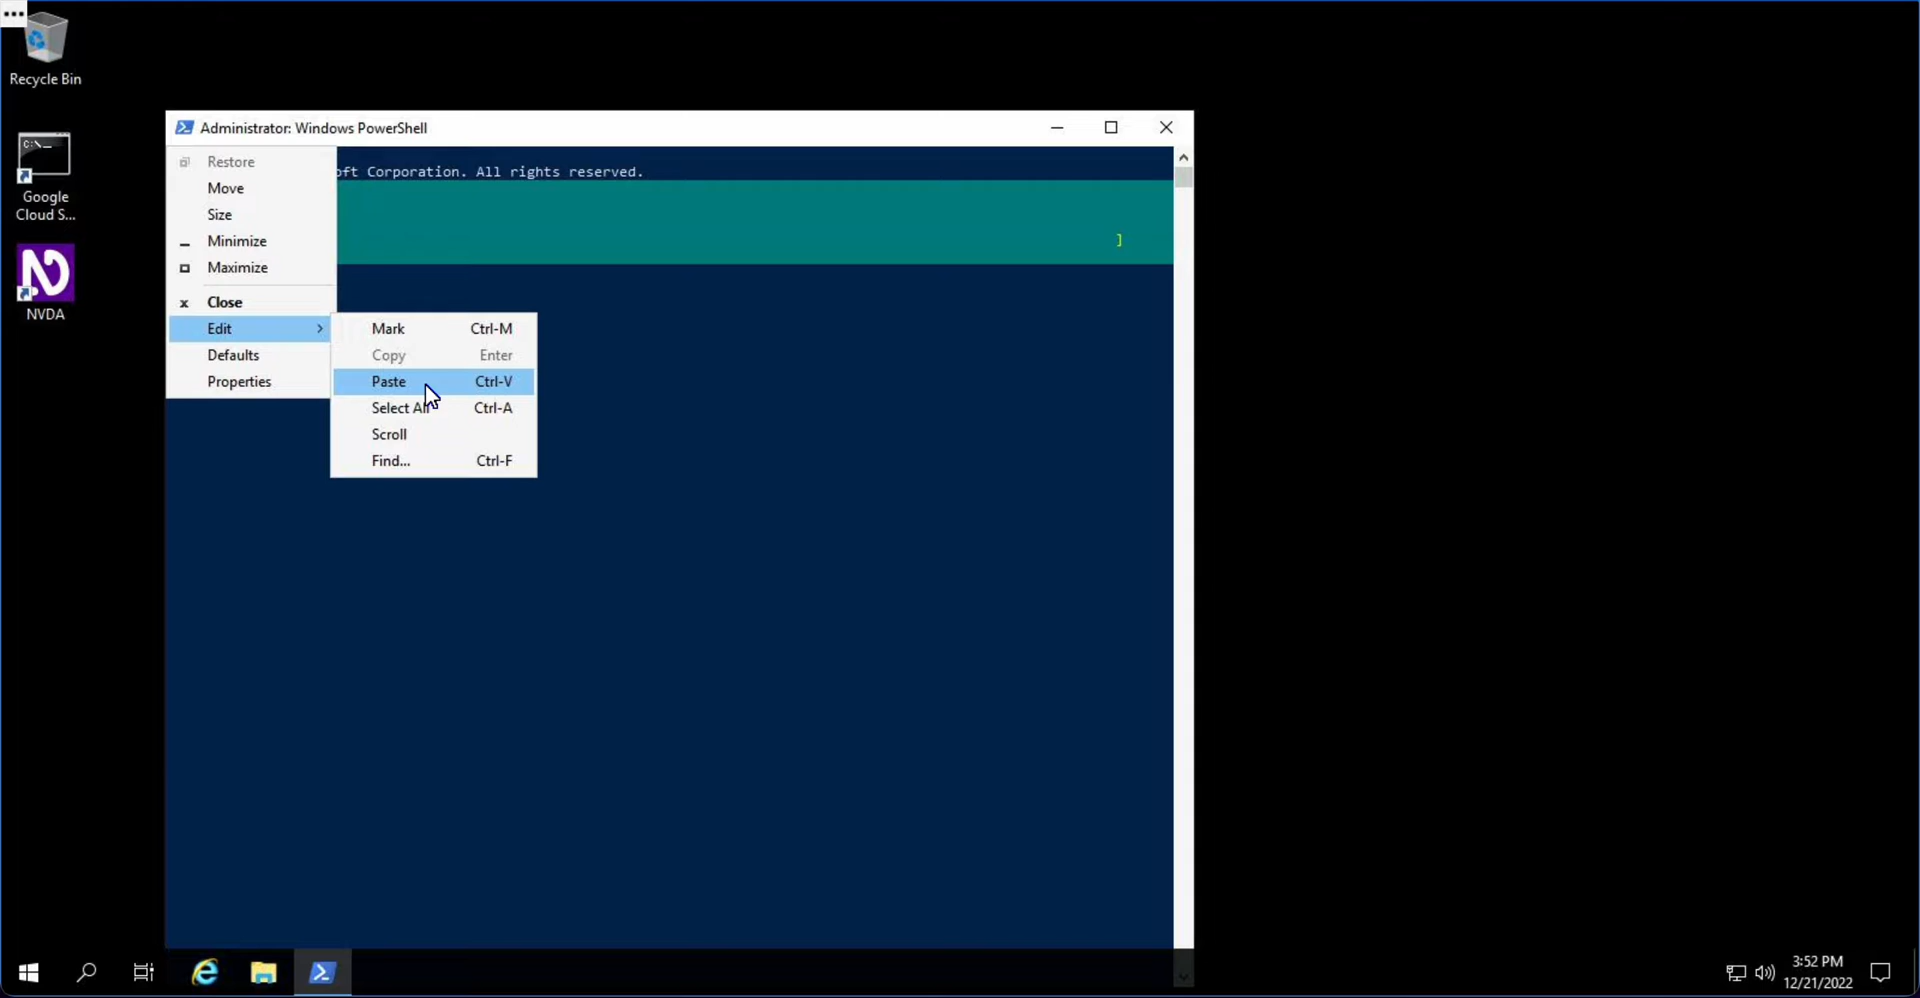 Recycle Bin
Google
Cloud S...
NVDA
Administrator: Windows PowerShell
oft Corporation. All rights reserved.
]
Restore
Move
Size
Minimize
Maximize
Close
Edit
Defaults
Properties
Mark Ctrl-M
Copy Enter
Paste Ctrl-V
Select All Ctrl-A
Scroll
Find... Ctrl-F
3:52 PM
12/21/2022